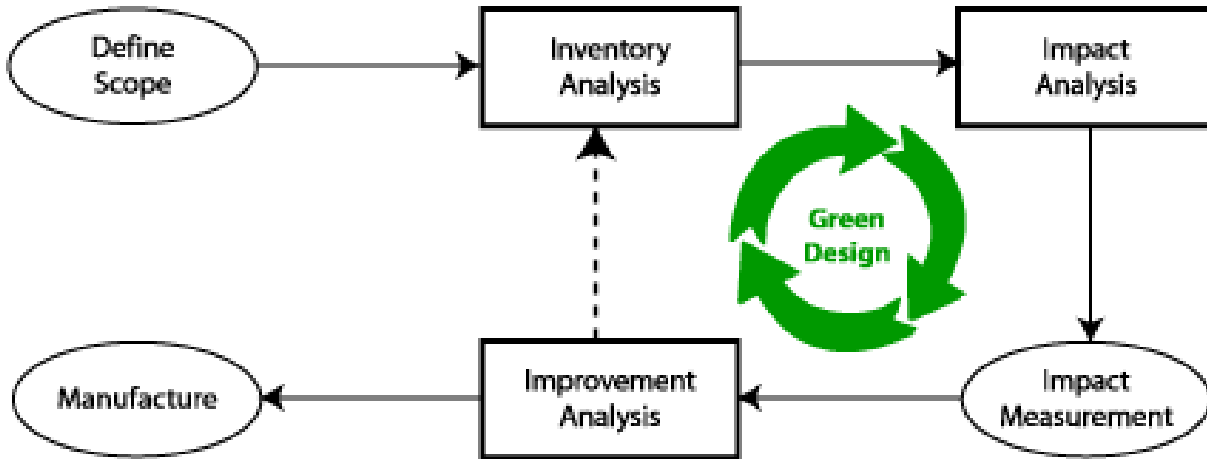 Define
Scope
Inventory
Analysis
Impact
Analysis
Green
Design
Manufacture
Improvement
Analysis
Impact
Measurement